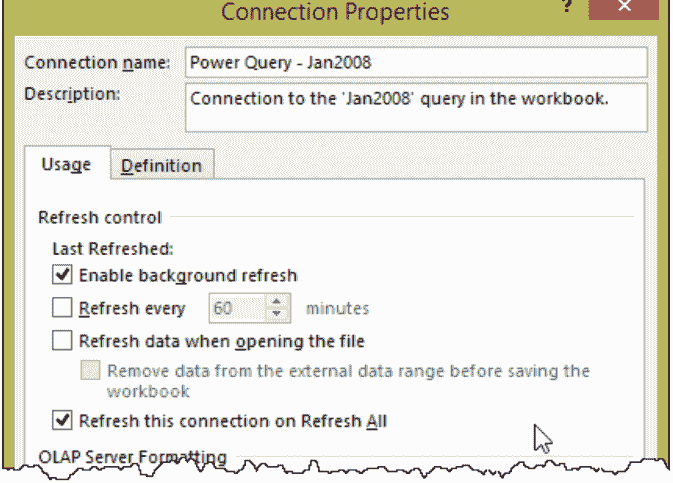 Connection Properties
? ×
Connection name: Power Query - Jan2008
Description: Connection to the 'Jan2008' query in the workbook.
Usage Definition
Refresh control
Last Refreshed:
Enable background refresh
Refresh every 60 minutes
Refresh data when opening the file
Remove data from the external data range before saving the
workbook
Refresh this connection on Refresh All
OLAP Server Formatting